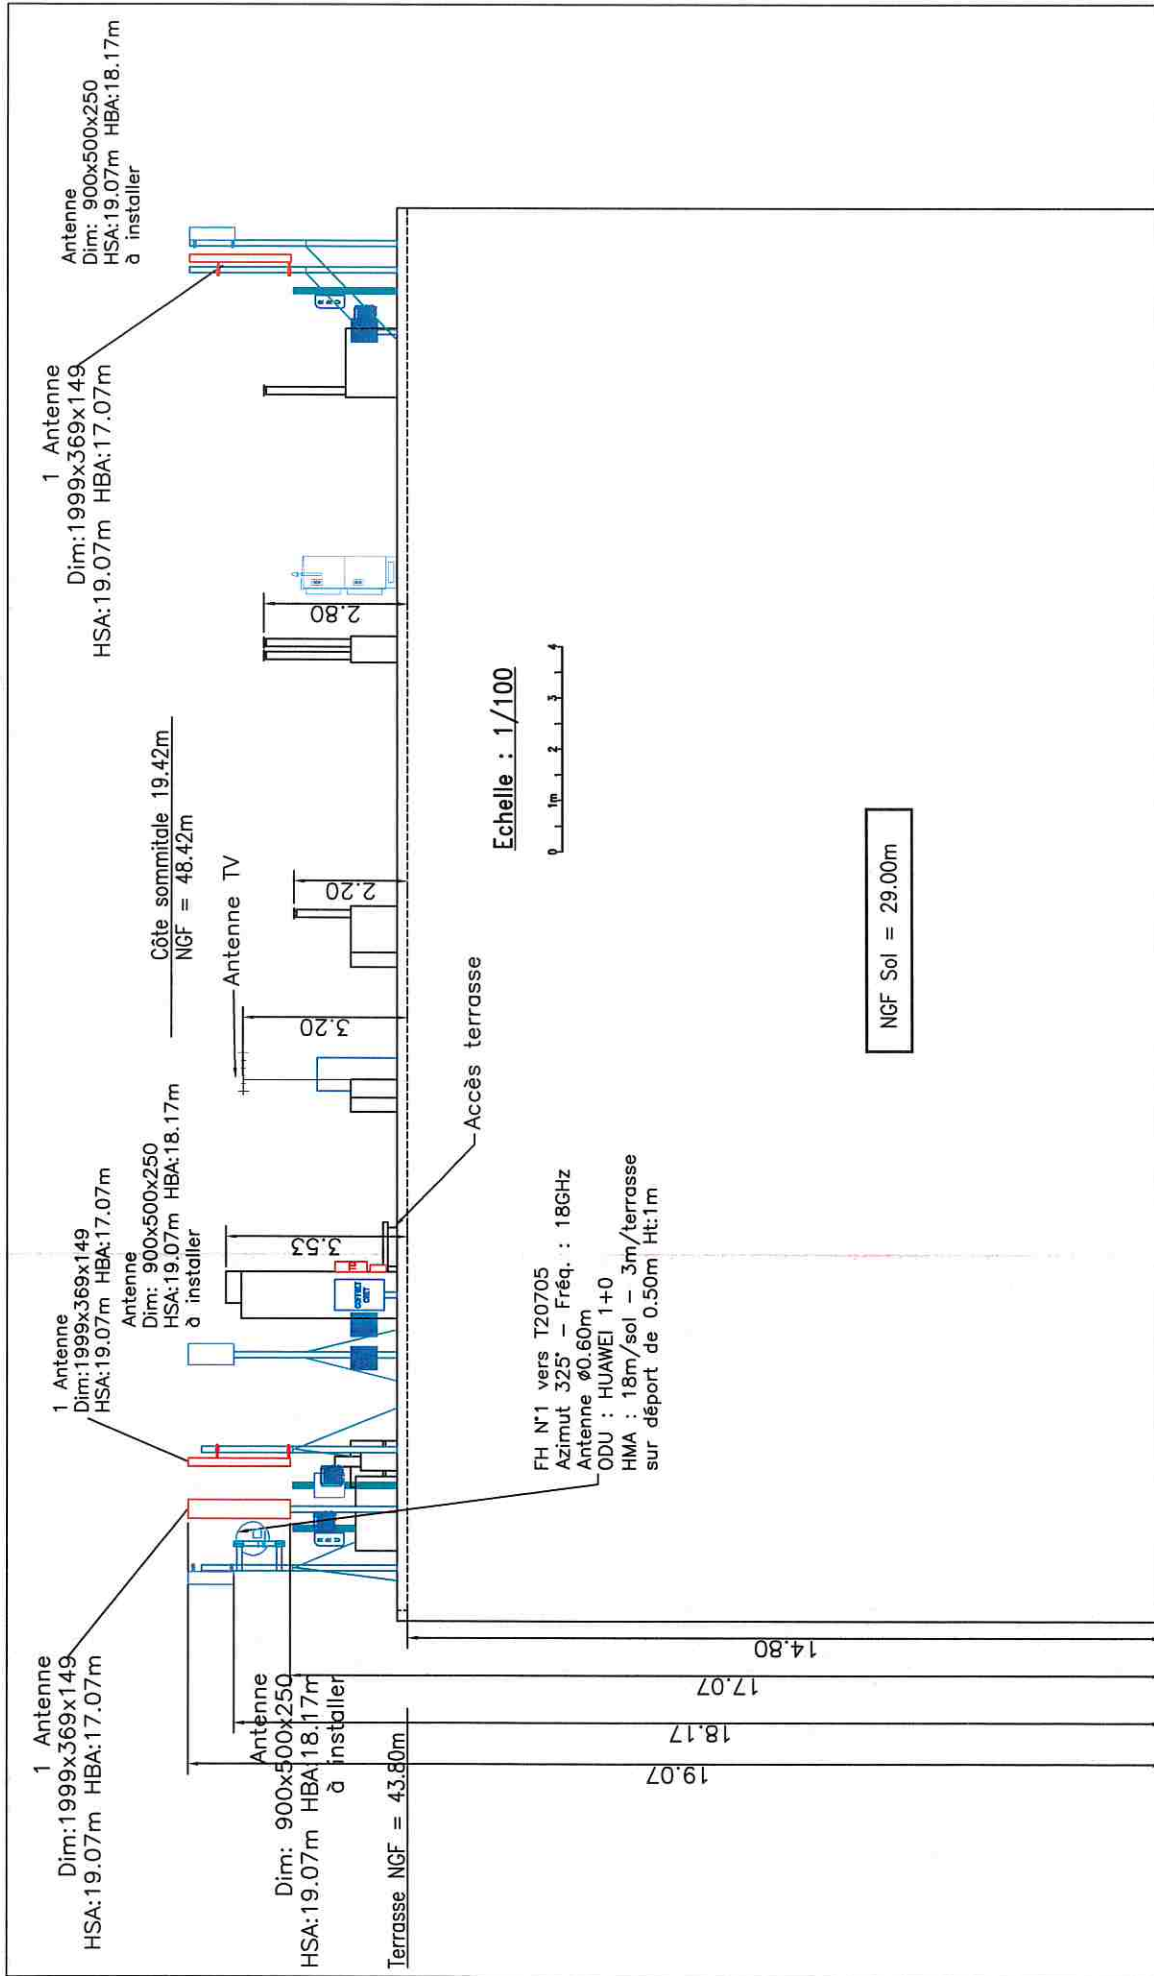 1 Antenne
Dim:1999x369x149
HSA:19.07m HBA:17.07m
Antenne
Dim: 900x500x250
HSA:19.07m HBA:18.17m
à installer
Terrasse NGF = 43.80m
19.07
18.17
17.07
14.80
1 Antenne
Dim:1999x369x149
HSA:19.07m HBA:17.07m
Antenne
Dim: 900x500x250
HSA:19.07m HBA:18.17m
à installer
3.53
COFFRET
FH N°1 vers T20705
Azimut 325° - Fréq. : 18GHz
Antenne Ø0.60m
ODU : HUAWEI 1+0
HMA : 18m/sol - 3m/terrasse
sur déport de 0.50m Ht:1m
Accès terrasse
Côte sommitale 19.42m
NGF = 48.42m
Antenne TV
3.20
2.20
2.80
Echelle : 1/100
0 1m 2 3 4
NGF Sol = 29.00m
1 Antenne
Dim:1999x369x149
HSA:19.07m HBA:17.07m
Antenne
Dim: 900x500x250
HSA:19.07m HBA:18.17m
à installer